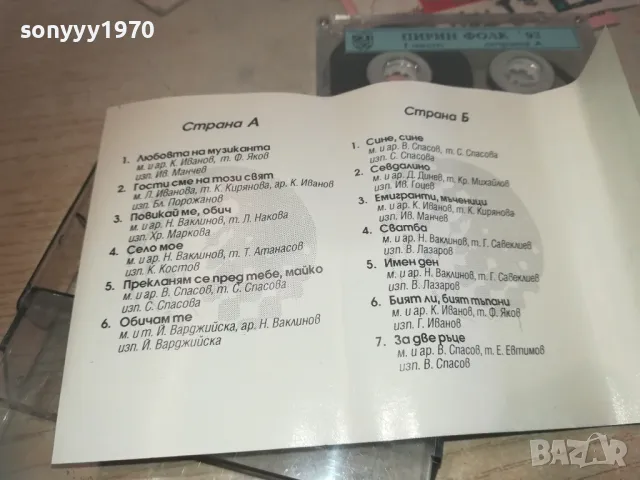 sonyyy1970
ПИРИН ФОЛК '92
Страна А
1. Любовта на музиканта
м. и ар. К. Иванов, т. Ф. Яков
изп. Ив. Манчев
2. Гости сме на този свят
м. Л. Иванова, т. К. Кирянова, ар. К. Иванов
изп. Бл. Порожанов
3. Повикай ме, обич
м. и ар. Н. Ваклинов, т. Л. Накова
изп. Хр. Маркова
4. Село мое
м. и ар. Н. Ваклинов, т. Т. Атанасов
изп. К. Костов
5. Прекланям се пред тебе, майко
м. и ар. В. Спасов, т. С. Спасова
изп. С. Спасова
6. Обичам те
м. и т. Й. Варджийска, ар. Н. Ваклинов
изп. Й. Варджийска
Страна Б
1. Сине, сине
м. и ар. В. Спасов, т. С. Спасова
изп. С. Спасова
2. Севдалино
м. и ар. Д. Динев, т. Кр. Михайлов
изп. Ив. Гоцев
3. Емигранти, мъченици
м. и ар. К. Иванов, т. К. Кирянова
изп. Ив. Манчев
4. Сватба
м. и ар. Н. Ваклинов, т. Г. Савеклиев
изп. В. Лазаров
5. Имен ден
м. и ар. Н. Ваклинов, т. Г. Савеклиев
изп. В. Лазаров
6. Бият ли, бият тъпани
м. и ар. К. Иванов, т. Ф. Яков
изп. Г. Иванов
7. За две ръце
м. и ар. В. Спасов, т. Е. Евтимов
изп. В. Спасов
BAZAR